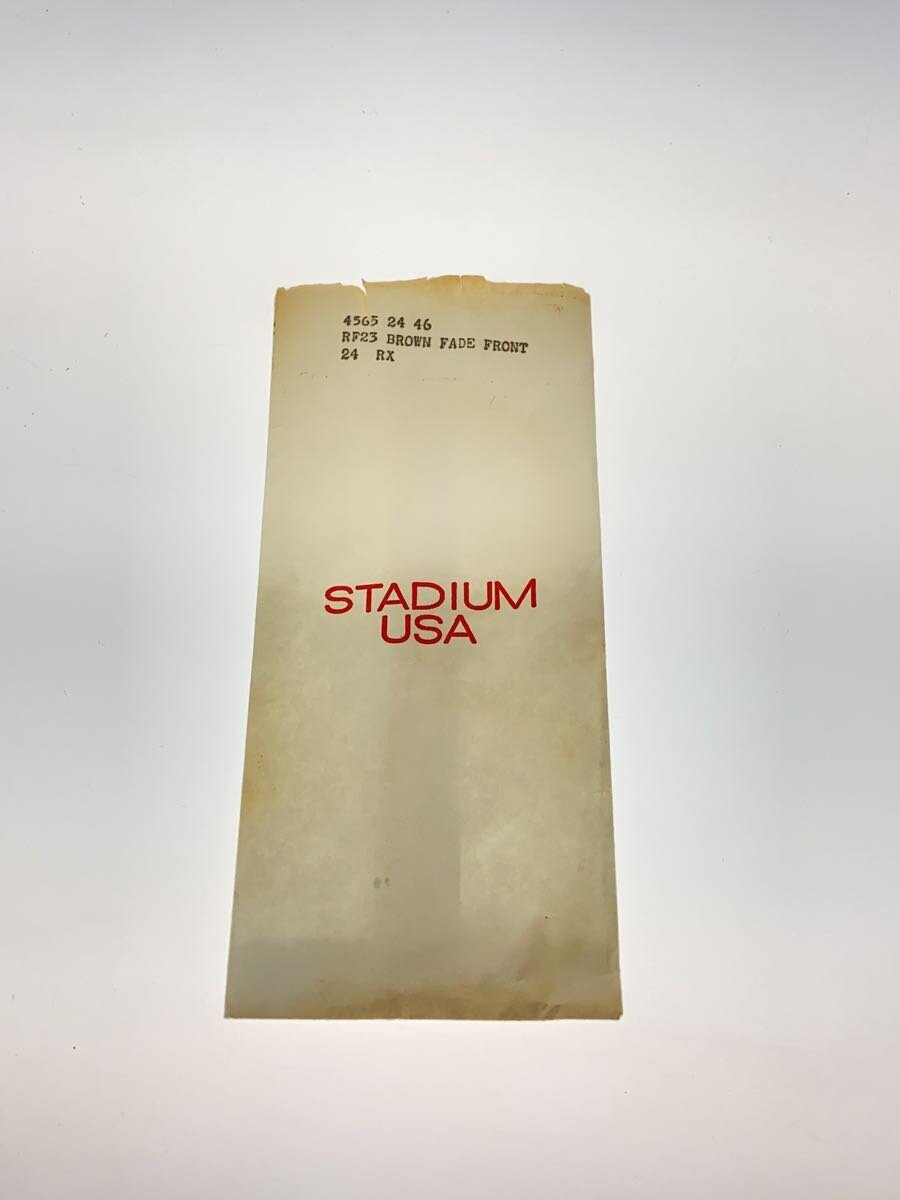 4565 24 46
RF23 BROWN FADE FRONT
24 RX
STADIUM
USA